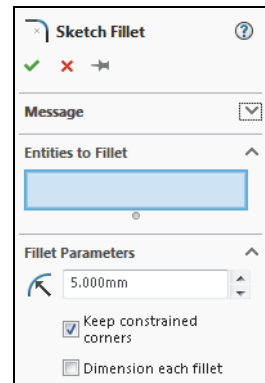 Sketch Fillet
Message
Entities to Fillet
Fillet Parameters
5.000mm
Keep constrained
corners
Dimension each fillet